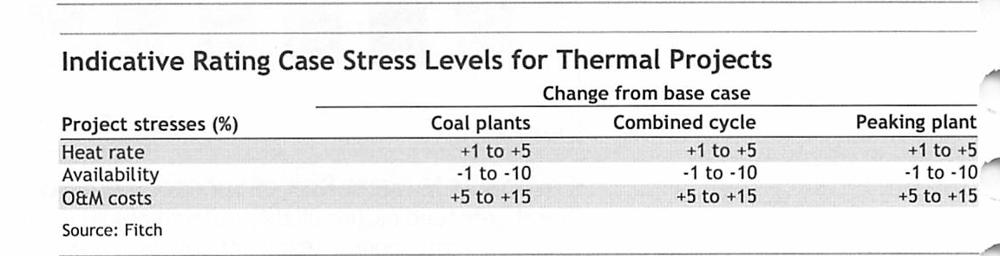 Indicative Rating Case Stress Levels for Thermal Projects
Change from base case
Project stresses (%) Coal plants Combined cycle Peaking plant
Heat rate +1 to +5 +1 to +5 +1 to +5
Availability -1 to -10 -1 to -10 -1 to -10
O&M costs +5 to +15 +5 to +15 +5 to +15
Source: Fitch